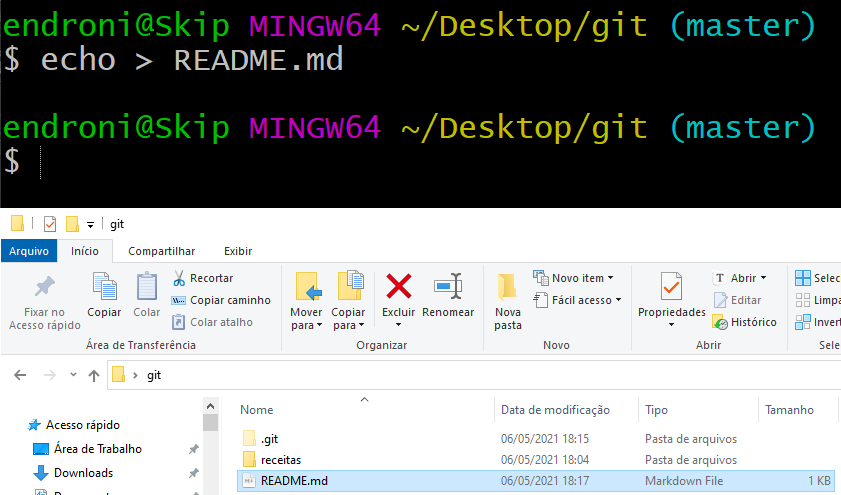 endroni@Skip MINGW64 ~/Desktop/git (master)
$ echo > README.md
endroni@Skip MINGW64 ~/Desktop/git (master)
$
git
Arquivo Início Compartilhar Exibir
Fixar no Acesso rápido
Copiar
Colar
Recortar
Copiar caminho
Colar atalho
Área de Transferência
Mover para
Copiar para
Excluir
Renomear
Organizar
Nova pasta
Novo item
Fácil acesso
Novo
Propriedades
Abrir
Editar
Histórico
Abrir
Selec
Limpa
Invert
Sele
git
Acesso rápido
Área de Trabalho
Downloads
Nome Data de modificação Tipo Tamanho
.git 06/05/2021 18:15 Pasta de arquivos
receitas 06/05/2021 18:04 Pasta de arquivos
README.md 06/05/2021 18:17 Markdown File 1 KB